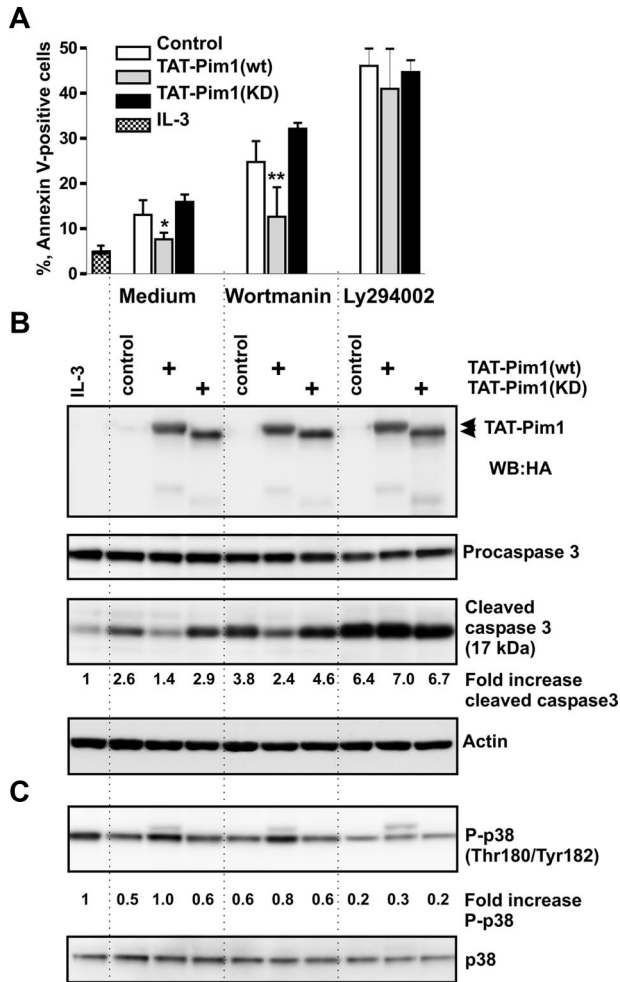 A
%, Annexin V-positive cells
50
40
30
20
10
0
Control
TAT-Pim1(wt)
TAT-Pim1(KD)
IL-3
*
**
Medium Wortmanin Ly294002
B
IL-3 control + + control + + control + +
TAT-Pim1(wt)
TAT-Pim1(KD)
TAT-Pim1
WB:HA
Procaspase 3
Cleaved
caspase 3
(17 kDa)
1 2.6 1.4 2.9 3.8 2.4 4.6 6.4 7.0 6.7
Fold increase
cleaved caspase3
Actin
C
P-p38
(Thr180/Tyr182)
1 0.5 1.0 0.6 0.6 0.8 0.6 0.2 0.3 0.2
Fold increase
P-p38
p38